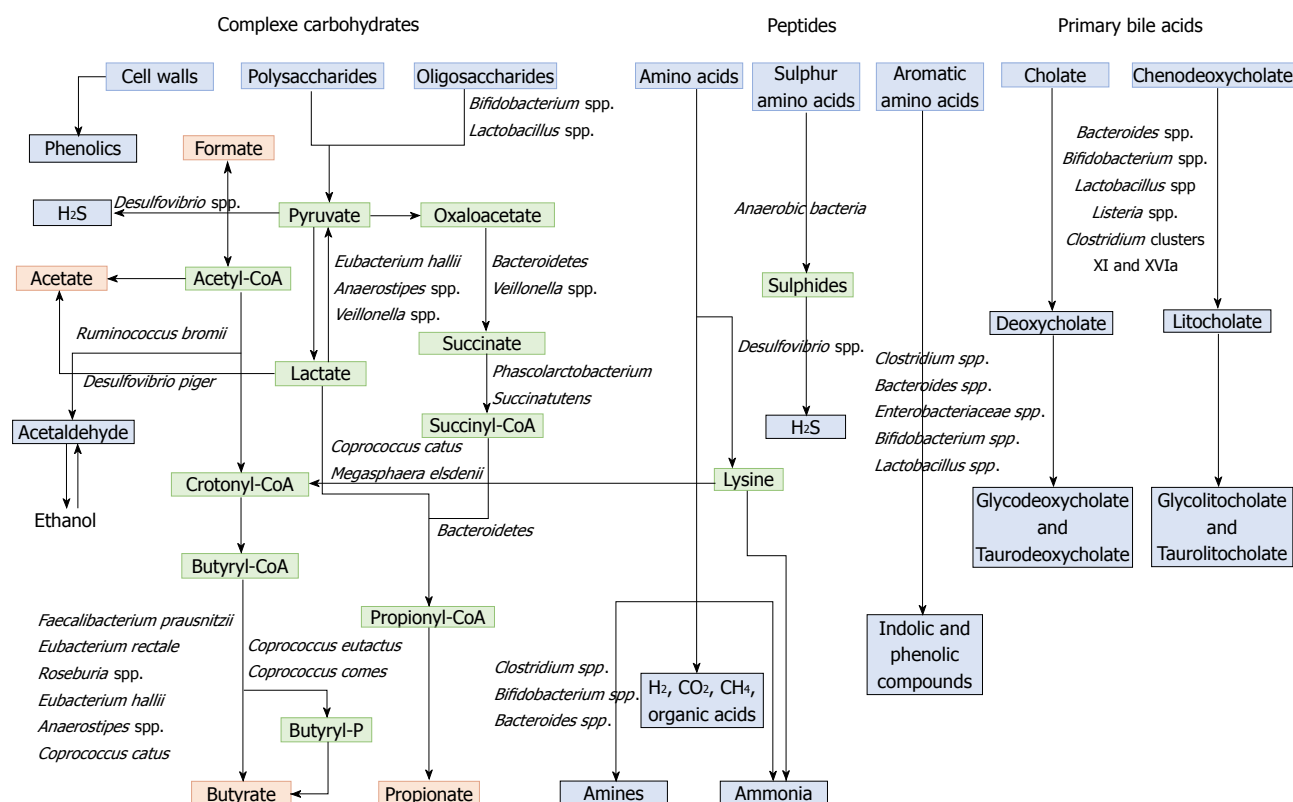 Complexe carbohydrates
Peptides
Primary bile acids
Cell walls
Polysaccharides
Oligosaccharides
Amino acids
Sulphur
amino acids
Aromatic
amino acids
Cholate
Chenodeoxycholate
Bifidobacterium spp.
Lactobacillus spp.
Phenolics
Formate
Bacteroides spp.
Bifidobacterium spp.
Lactobacillus spp
Listeria spp.
Clostridium clusters
XI and XVIa
H2S
Desulfovibrio spp.
Pyruvate
Oxaloacetate
Anaerobic bacteria
Acetate
Acetyl-CoA
Eubacterium hallii
Anaerostipes spp.
Veillonella spp.
Bacteroidetes
Veillonella spp.
Sulphides
Deoxycholate
Litocholate
Ruminococcus bromii
Succinate
Desulfovibrio spp.
Desulfovibrio piger
Lactate
Phascolarctobacterium
Succinatutens
Clostridium spp.
Bacteroides spp.
Enterobacteriaceae spp.
Bifidobacterium spp.
Lactobacillus spp.
Acetaldehyde
Succinyl-CoA
H2S
Coprococcus catus
Megasphaera elsdenii
Crotonyl-CoA
Lysine
Ethanol
Bacteroidetes
Glycodeoxycholate
and
Taurodeoxycholate
Glycolitocholate
and
Taurolitocholate
Butyryl-CoA
Propionyl-CoA
Faecalibacterium prausnitzii
Eubacterium rectale
Roseburia spp.
Eubacterium hallii
Anaerostipes spp.
Coprococcus catus
Coprococcus eutactus
Coprococcus comes
Clostridium spp.
Bifidobacterium spp.
Bacteroides spp.
H2, CO2, CH4,
organic acids
Indolic and
phenolic
compounds
Butyryl-P
Butyrate
Propionate
Amines
Ammonia